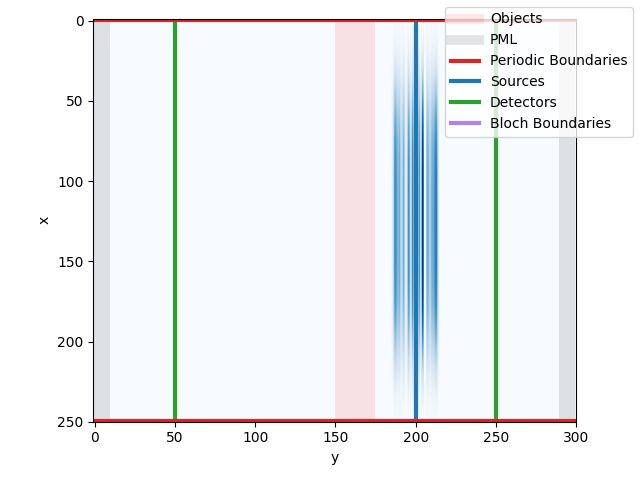 Objects
PML
Periodic Boundaries
Sources
Detectors
Bloch Boundaries
0
50
100
150
200
250
x
0 50 100 150 200 250 300
y